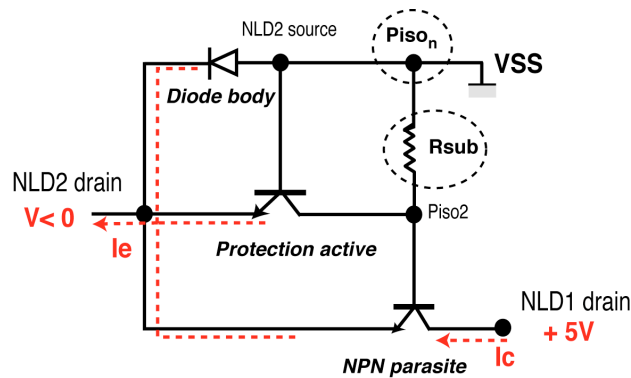 NLD2 source
Piso n
VSS
Diode body
Rsub
NLD2 drain
V< 0
Piso2
Ie
Protection active
NLD1 drain
+ 5V
Ic
NPN parasite